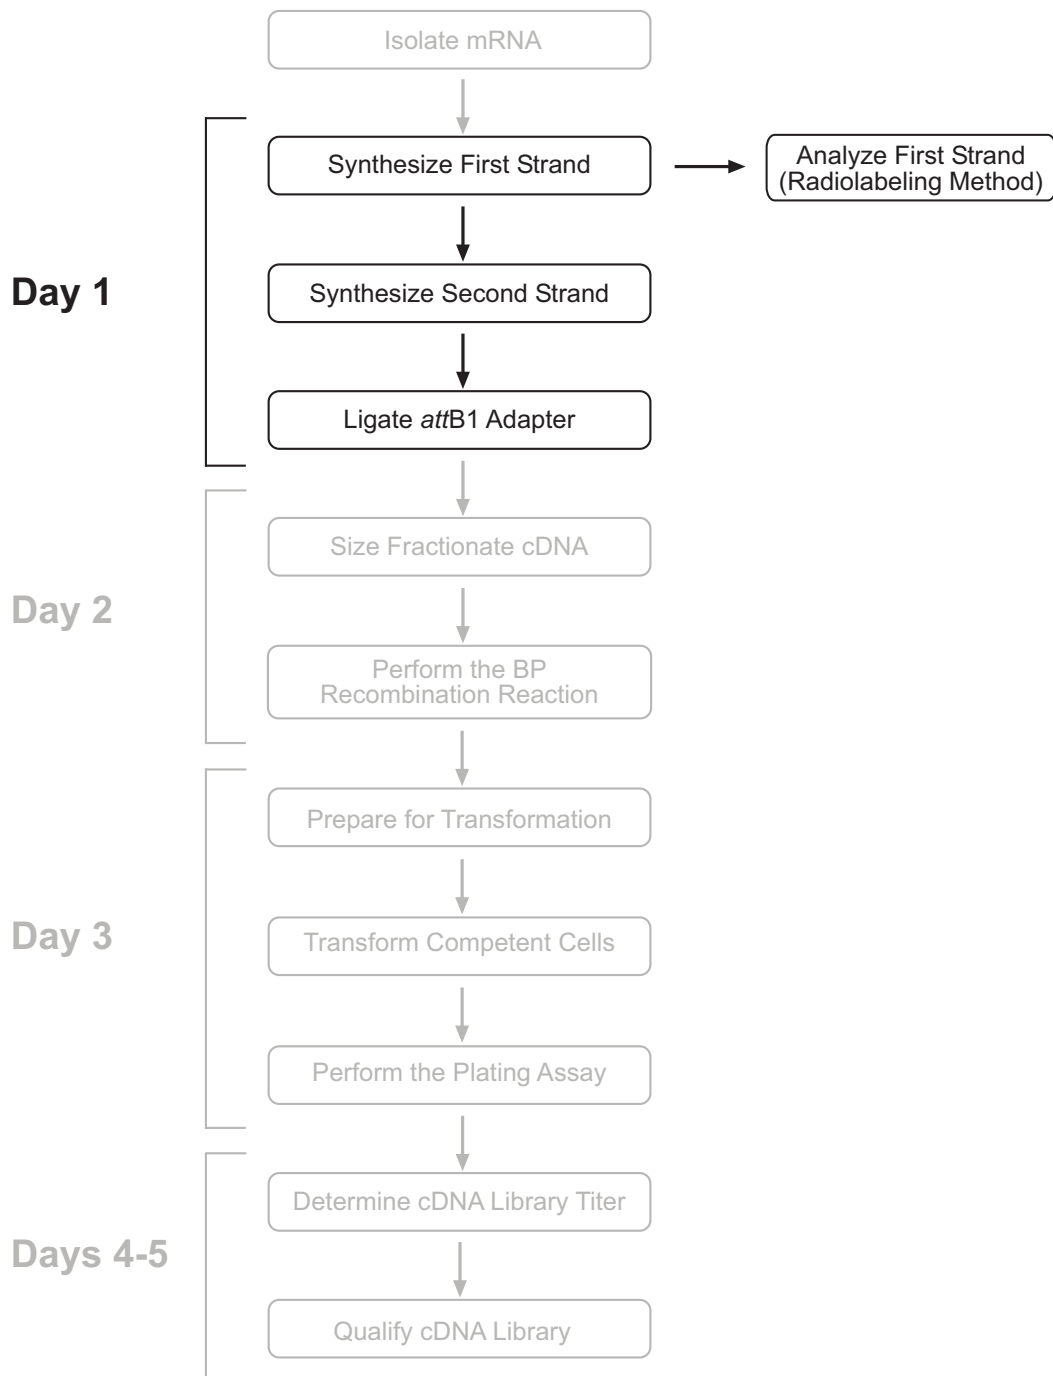 Isolate mRNA
Synthesize First Strand
Analyze First Strand
(Radiolabeling Method)
Day 1
Synthesize Second Strand
Ligate attB1 Adapter
Size Fractionate cDNA
Day 2
Perform the BP
Recombination Reaction
Prepare for Transformation
Day 3
Transform Competent Cells
Perform the Plating Assay
Determine cDNA Library Titer
Days 4-5
Qualify cDNA Library